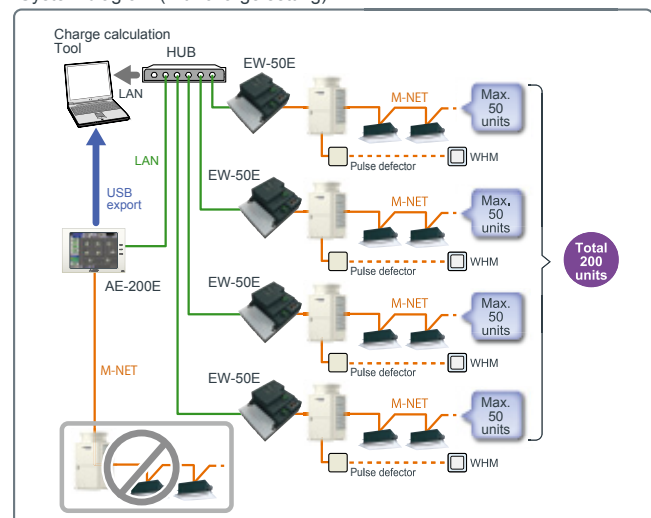 Charge calculation
Tool
HUB
LAN
EW-50E
M-NET
Max.
50
units
Pulse defector
WHM
LAN
USB
export
EW-50E
M-NET
Max.
50
units
Pulse defector
WHM
AE-200E
Total
200
units
EW-50E
M-NET
Max.
50
units
Pulse defector
WHM
M-NET
EW-50E
M-NET
Max.
50
units
Pulse defector
WHM